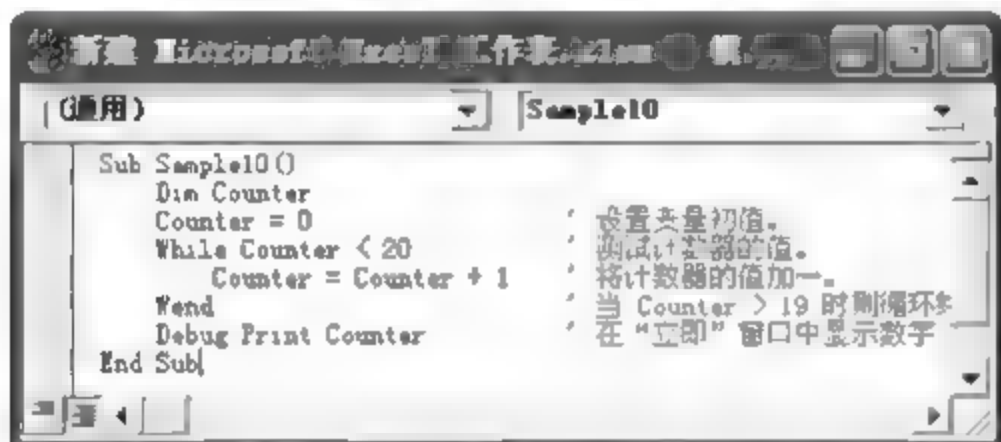 新建 Microsoft Excel 工作表.xlsm
(通用)
Sample10
Sub Sample10()
Dim Counter
Counter = 0 ' 设置变量初值。
While Counter < 20 ' 测试计数器的值。
Counter = Counter + 1 ' 将计数器的值加一。
Wend ' 当 Counter > 19 时则循环
Debug Print Counter ' 在“立即”窗口中显示数字
End Sub